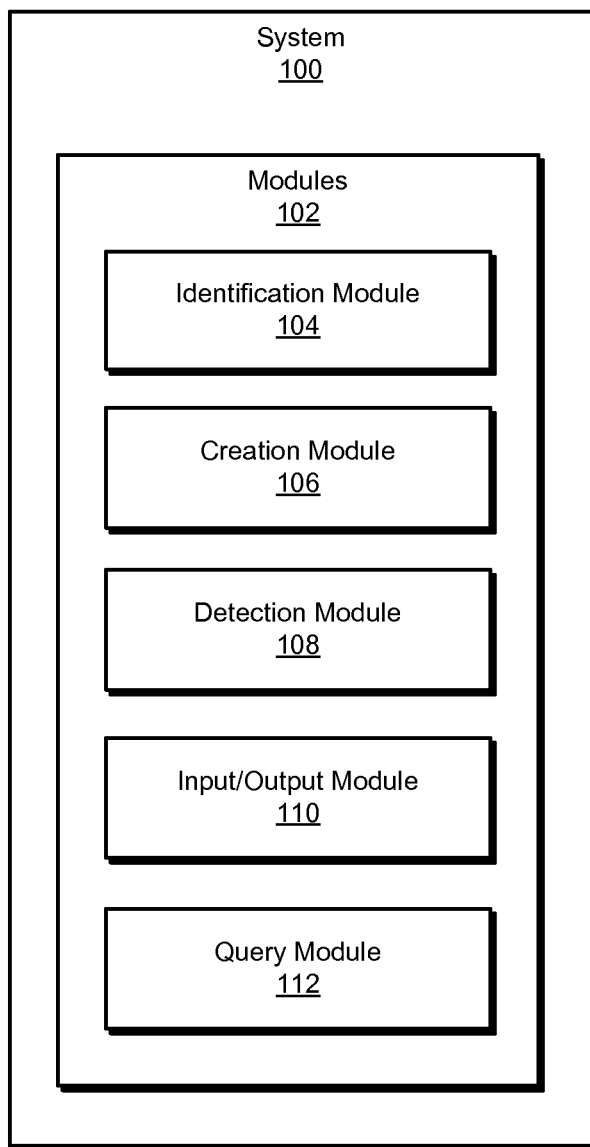 System
100
Modules
102
Identification Module
104
Creation Module
106
Detection Module
108
Input/Output Module
110
Query Module
112